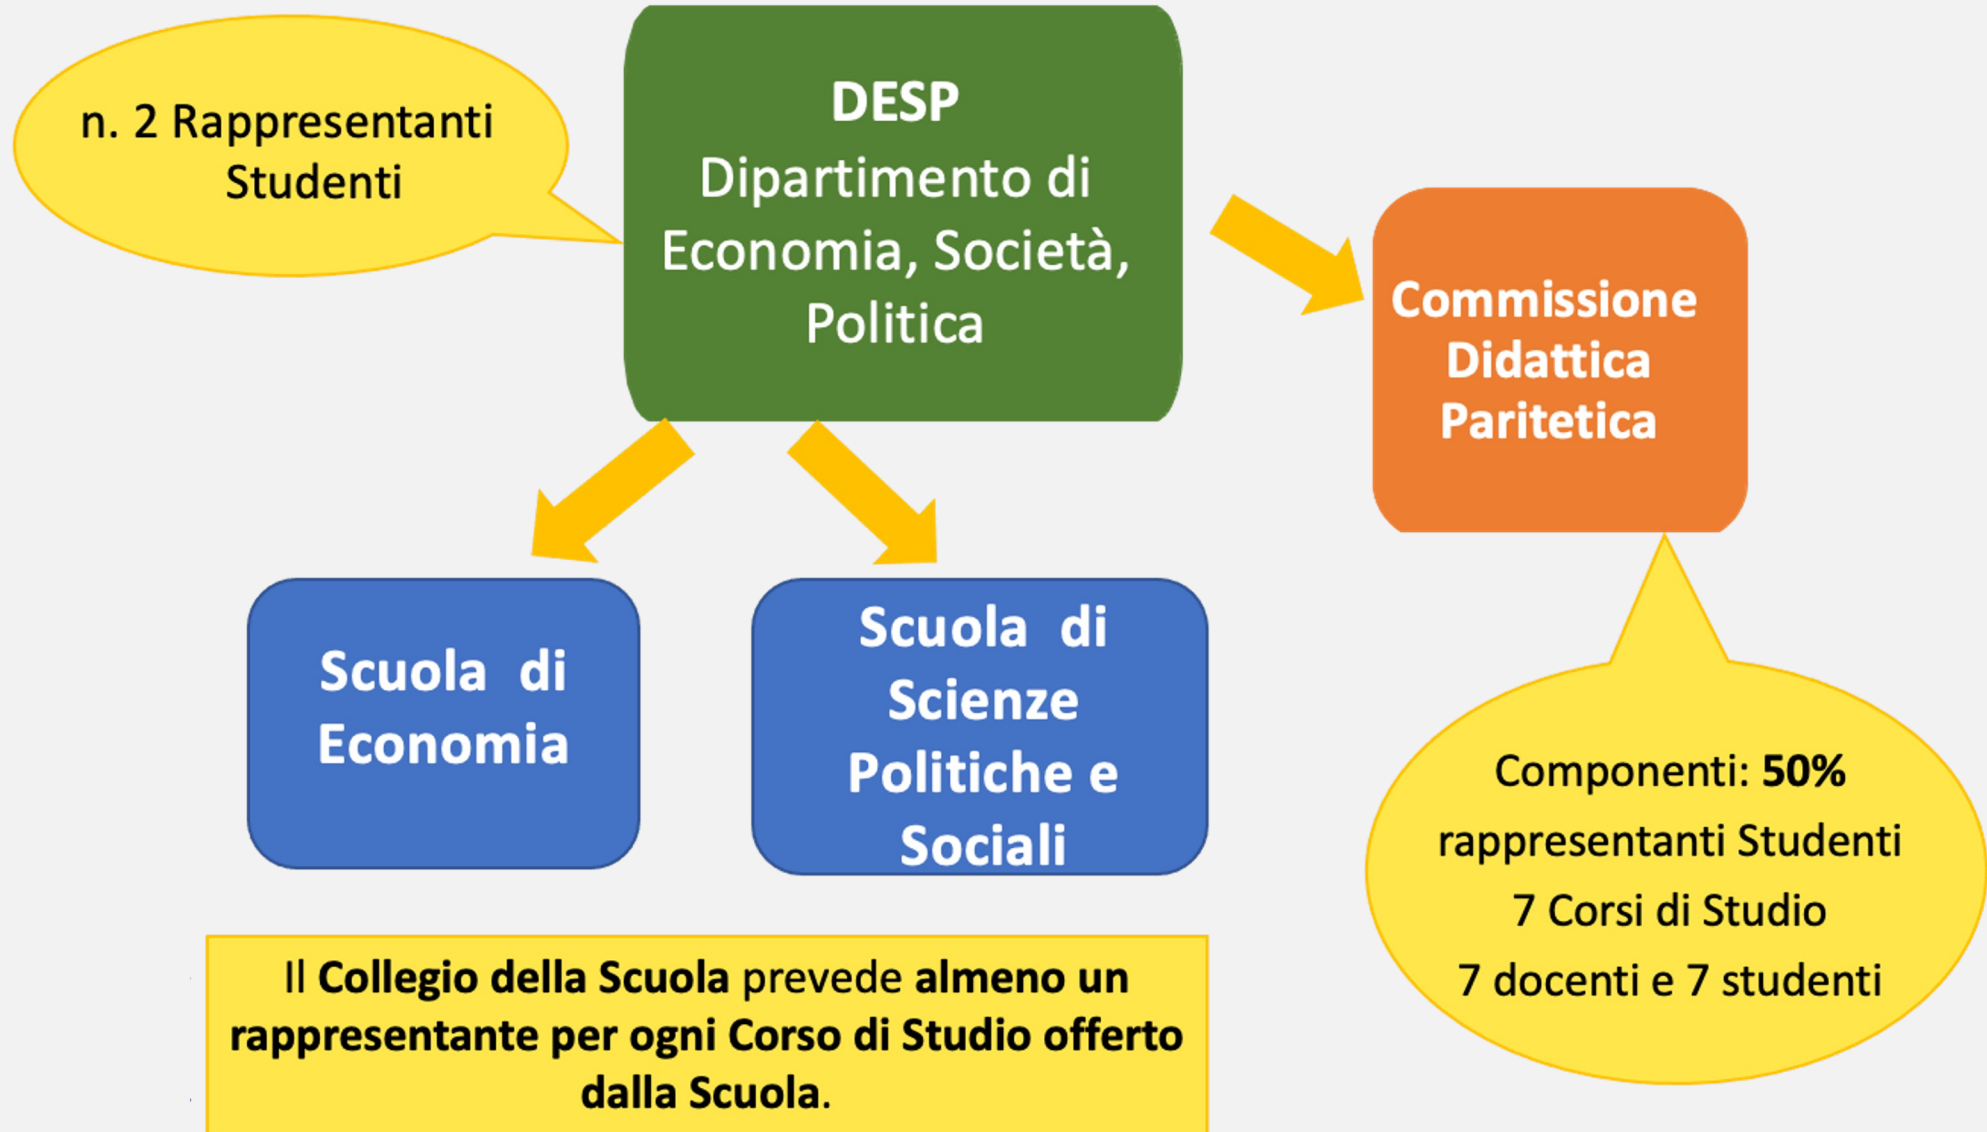 n. 2 Rappresentanti
Studenti
DESP
Dipartimento di
Economia, Società,
Politica
Commissione
Didattica
Paritetica
Scuola di
Economia
Scuola di
Scienze
Politiche e
Sociali
Componenti: 50%
rappresentanti Studenti
7 Corsi di Studio
7 docenti e 7 studenti
Il Collegio della Scuola prevede almeno un
rappresentante per ogni Corso di Studio offerto
dalla Scuola.